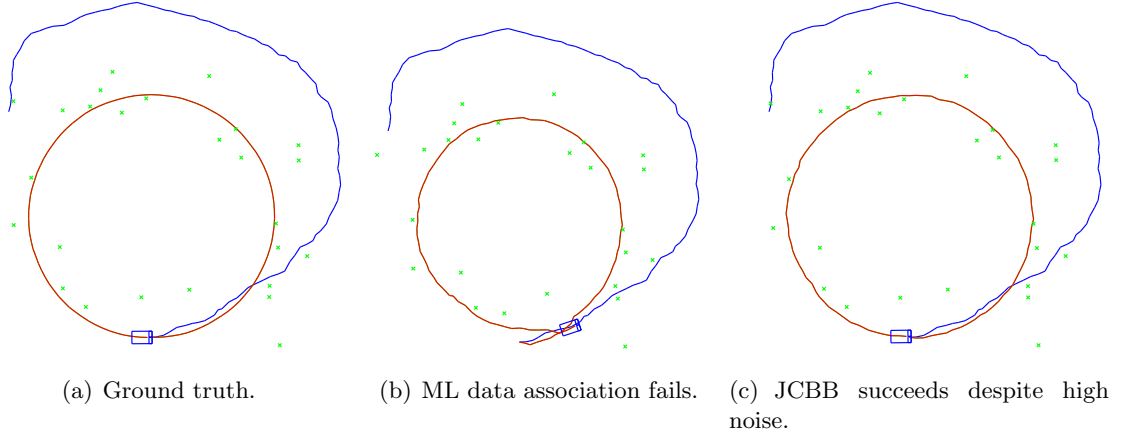 (a) Ground truth.
(b) ML data association fails.
(c) JCBB succeeds despite high
noise.